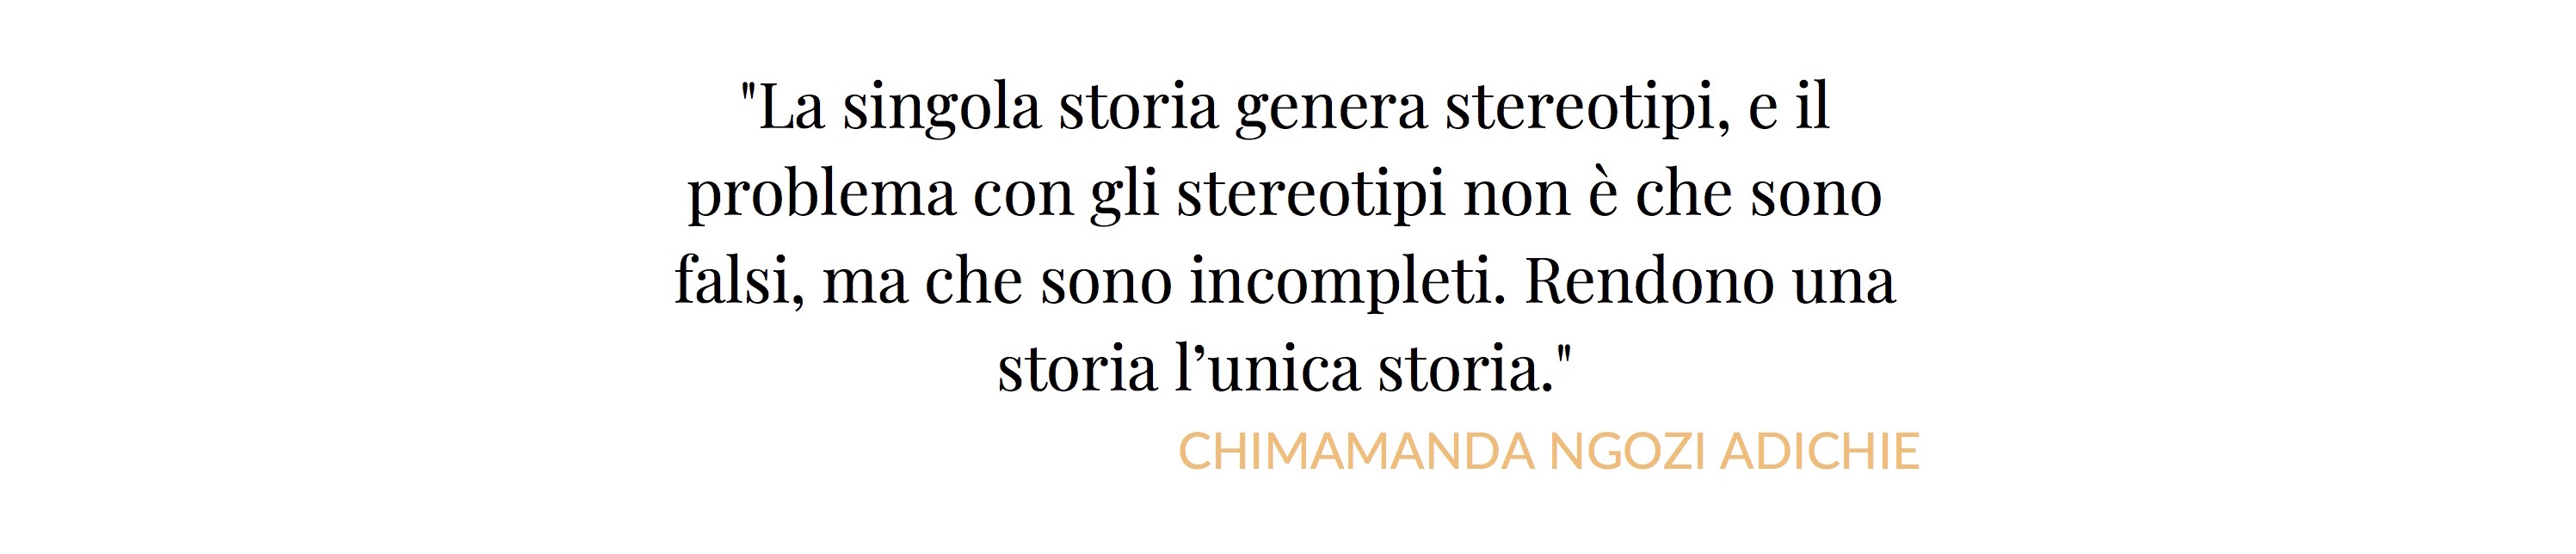 "La singola storia genera stereotipi, e il
problema con gli stereotipi non è che sono
falsi, ma che sono incompleti. Rendono una
storia l’unica storia."
CHIMAMANDA NGOZI ADICHIE